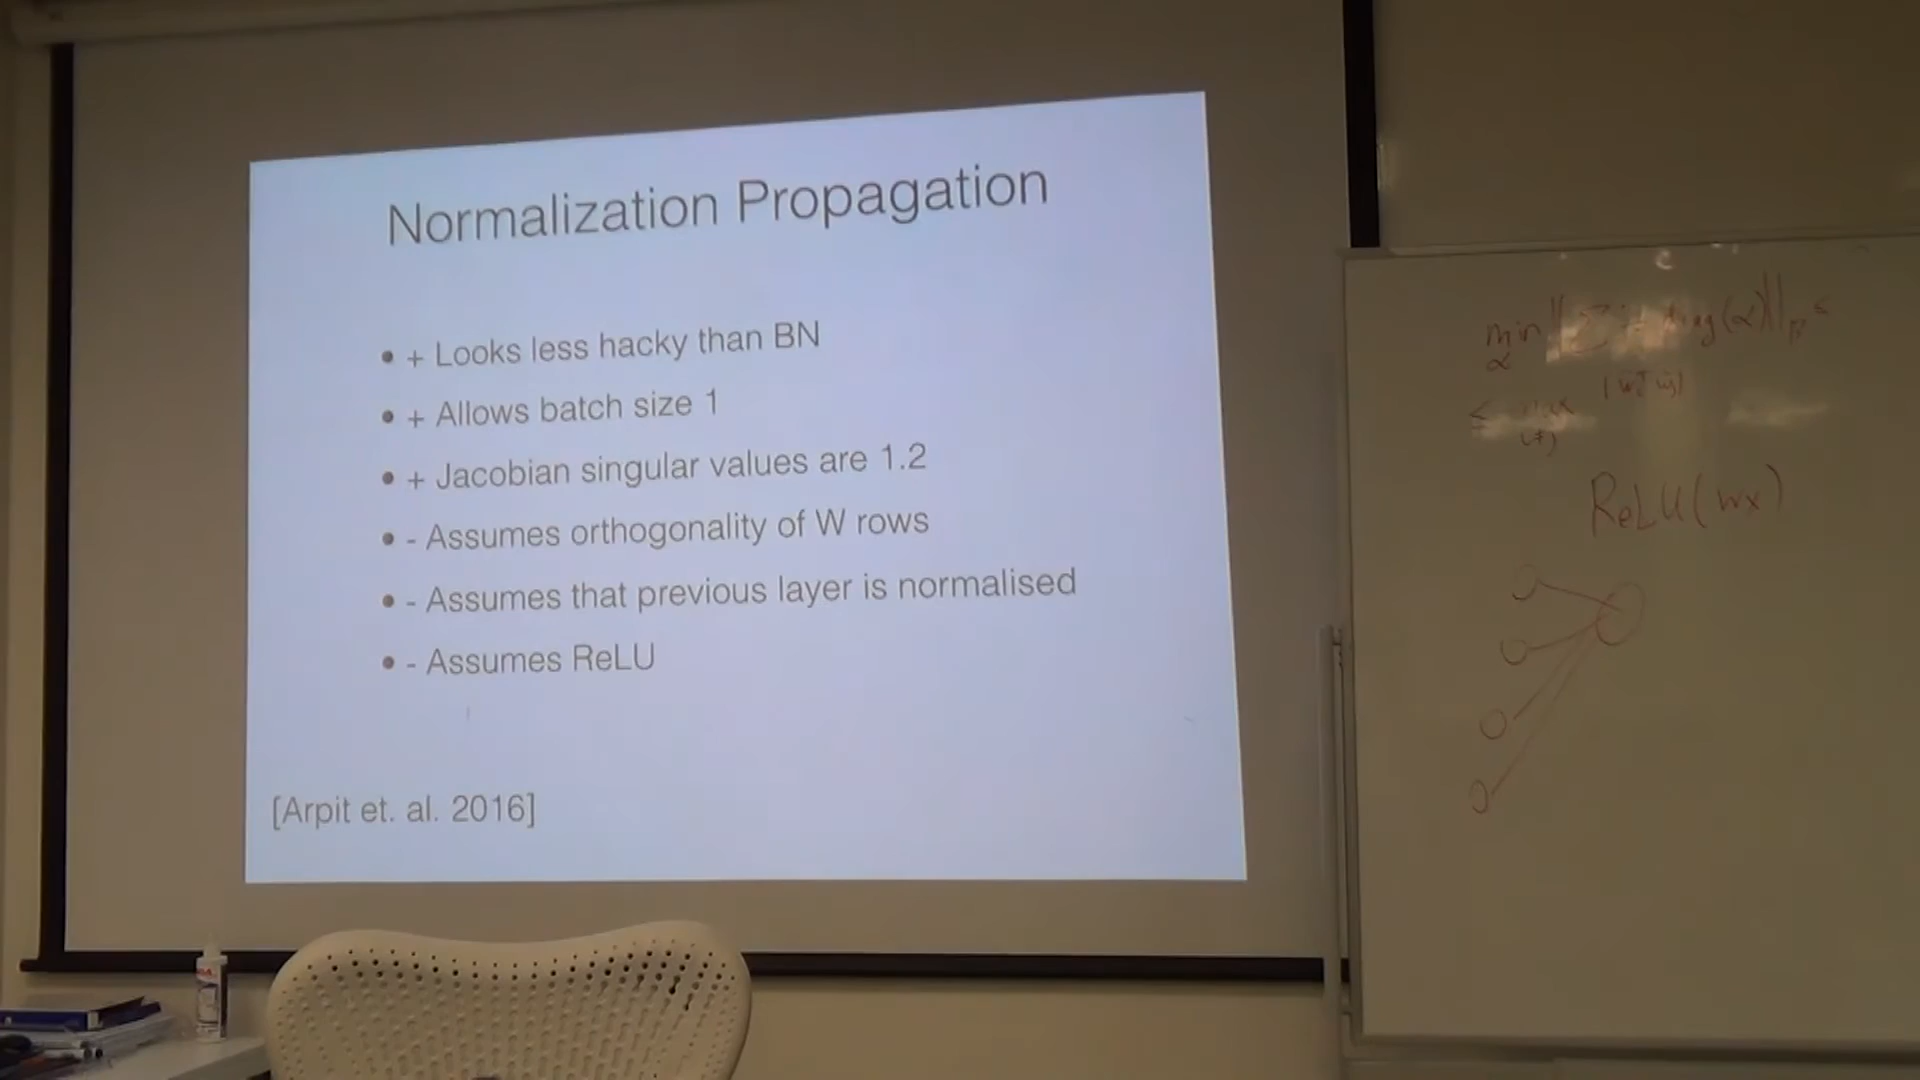 Normalization Propagation
• + Looks less hacky than BN
• + Allows batch size 1
• + Jacobian singular values are 1.2
• - Assumes orthogonality of W rows
• - Assumes that previous layer is normalised
• - Assumes ReLU
[Arpit et. al. 2016]
min
α
ReLU(wx)